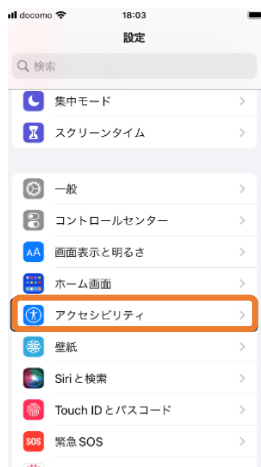 docomo 18:03
設定
検索
集中モード
スクリーンタイム
一般
コントロールセンター
AA 画面表示と明るさ
ホーム画面
アクセシビリティ
壁紙
Siriと検索
Touch IDとパスコード
SOS 緊急SOS